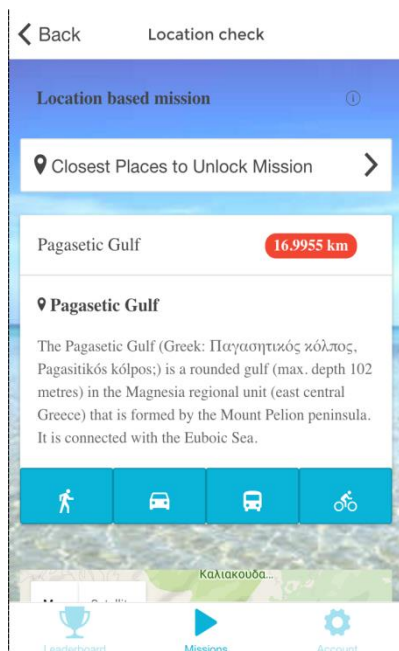 Back
Location check
Location based mission
Closest Places to Unlock Mission
Pagasetic Gulf
16.9955 km
Pagasetic Gulf
The Pagasetic Gulf (Greek: Παγασητικός κόλπος,
Pagasitikós kólpos;) is a rounded gulf (max. depth 102
metres) in the Magnesia regional unit (east central
Greece) that is formed by the Mount Pelion peninsula.
It is connected with the Euboic Sea.
Καλιακούδα...
Leaderboard
Missions
Account